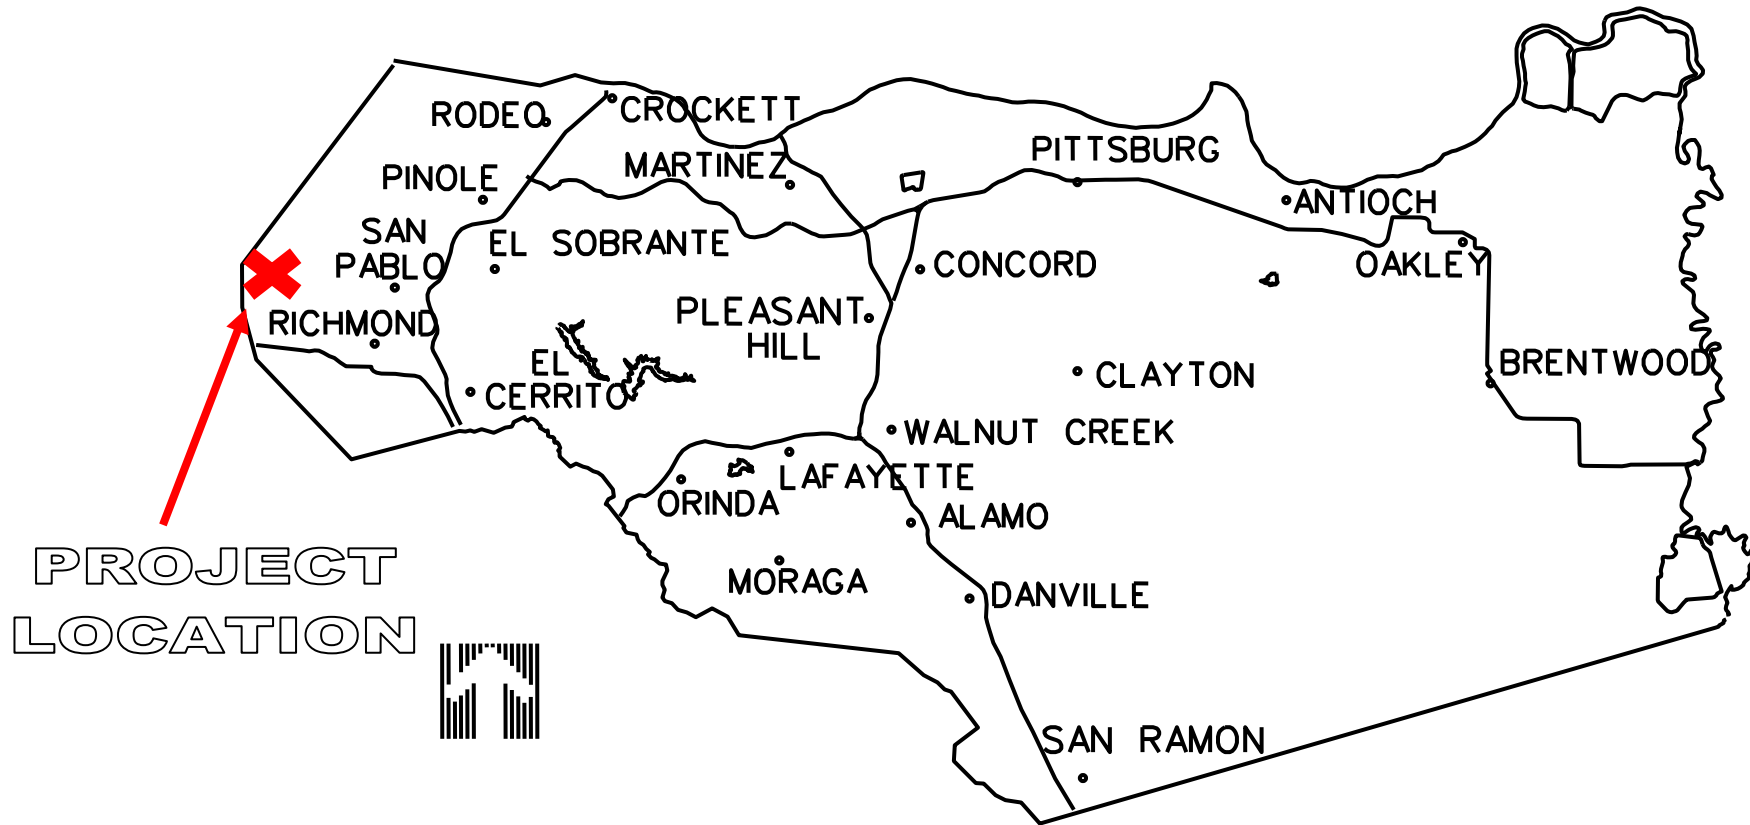 RODEO
CROCKETT
MARTINEZ
PITTSBURG
PINOLE
ANTIOCH
SAN
PABLO
EL SOBRANTE
CONCORD
OAKLEY
RICHMOND
PLEASANT
HILL
EL
CERRITO
CLAYTON
BRENTWOOD
WALNUT CREEK
LAFAYETTE
ORINDA
ALAMO
MORAGA
DANVILLE
PROJECT
LOCATION
SAN RAMON